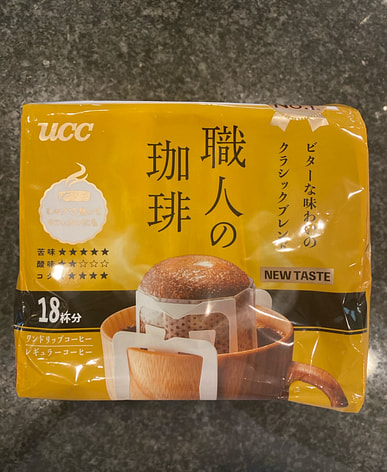 No.1
UCC
職人の
珈琲
ビターな味わいの
クラシックブレンド
苦味★★★★★
酸味★★☆☆☆
コク★★★★
NEW TASTE
18杯分
ワンドリップコーヒー
レギュラーコーヒー